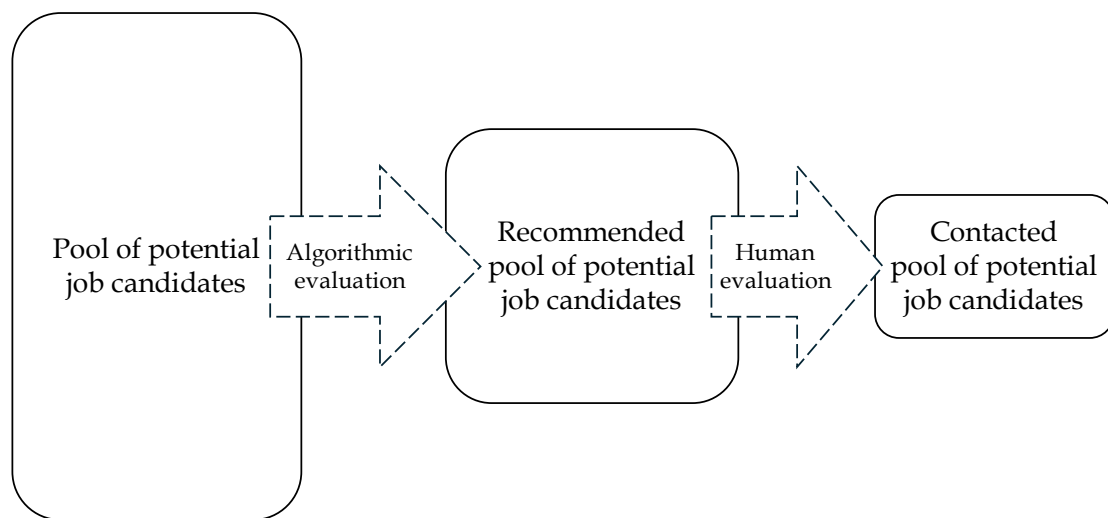 Pool of potential
job candidates
Algorithmic
evaluation
Recommended
pool of potential
job candidates
Human
evaluation
Contacted
pool of potential
job candidates